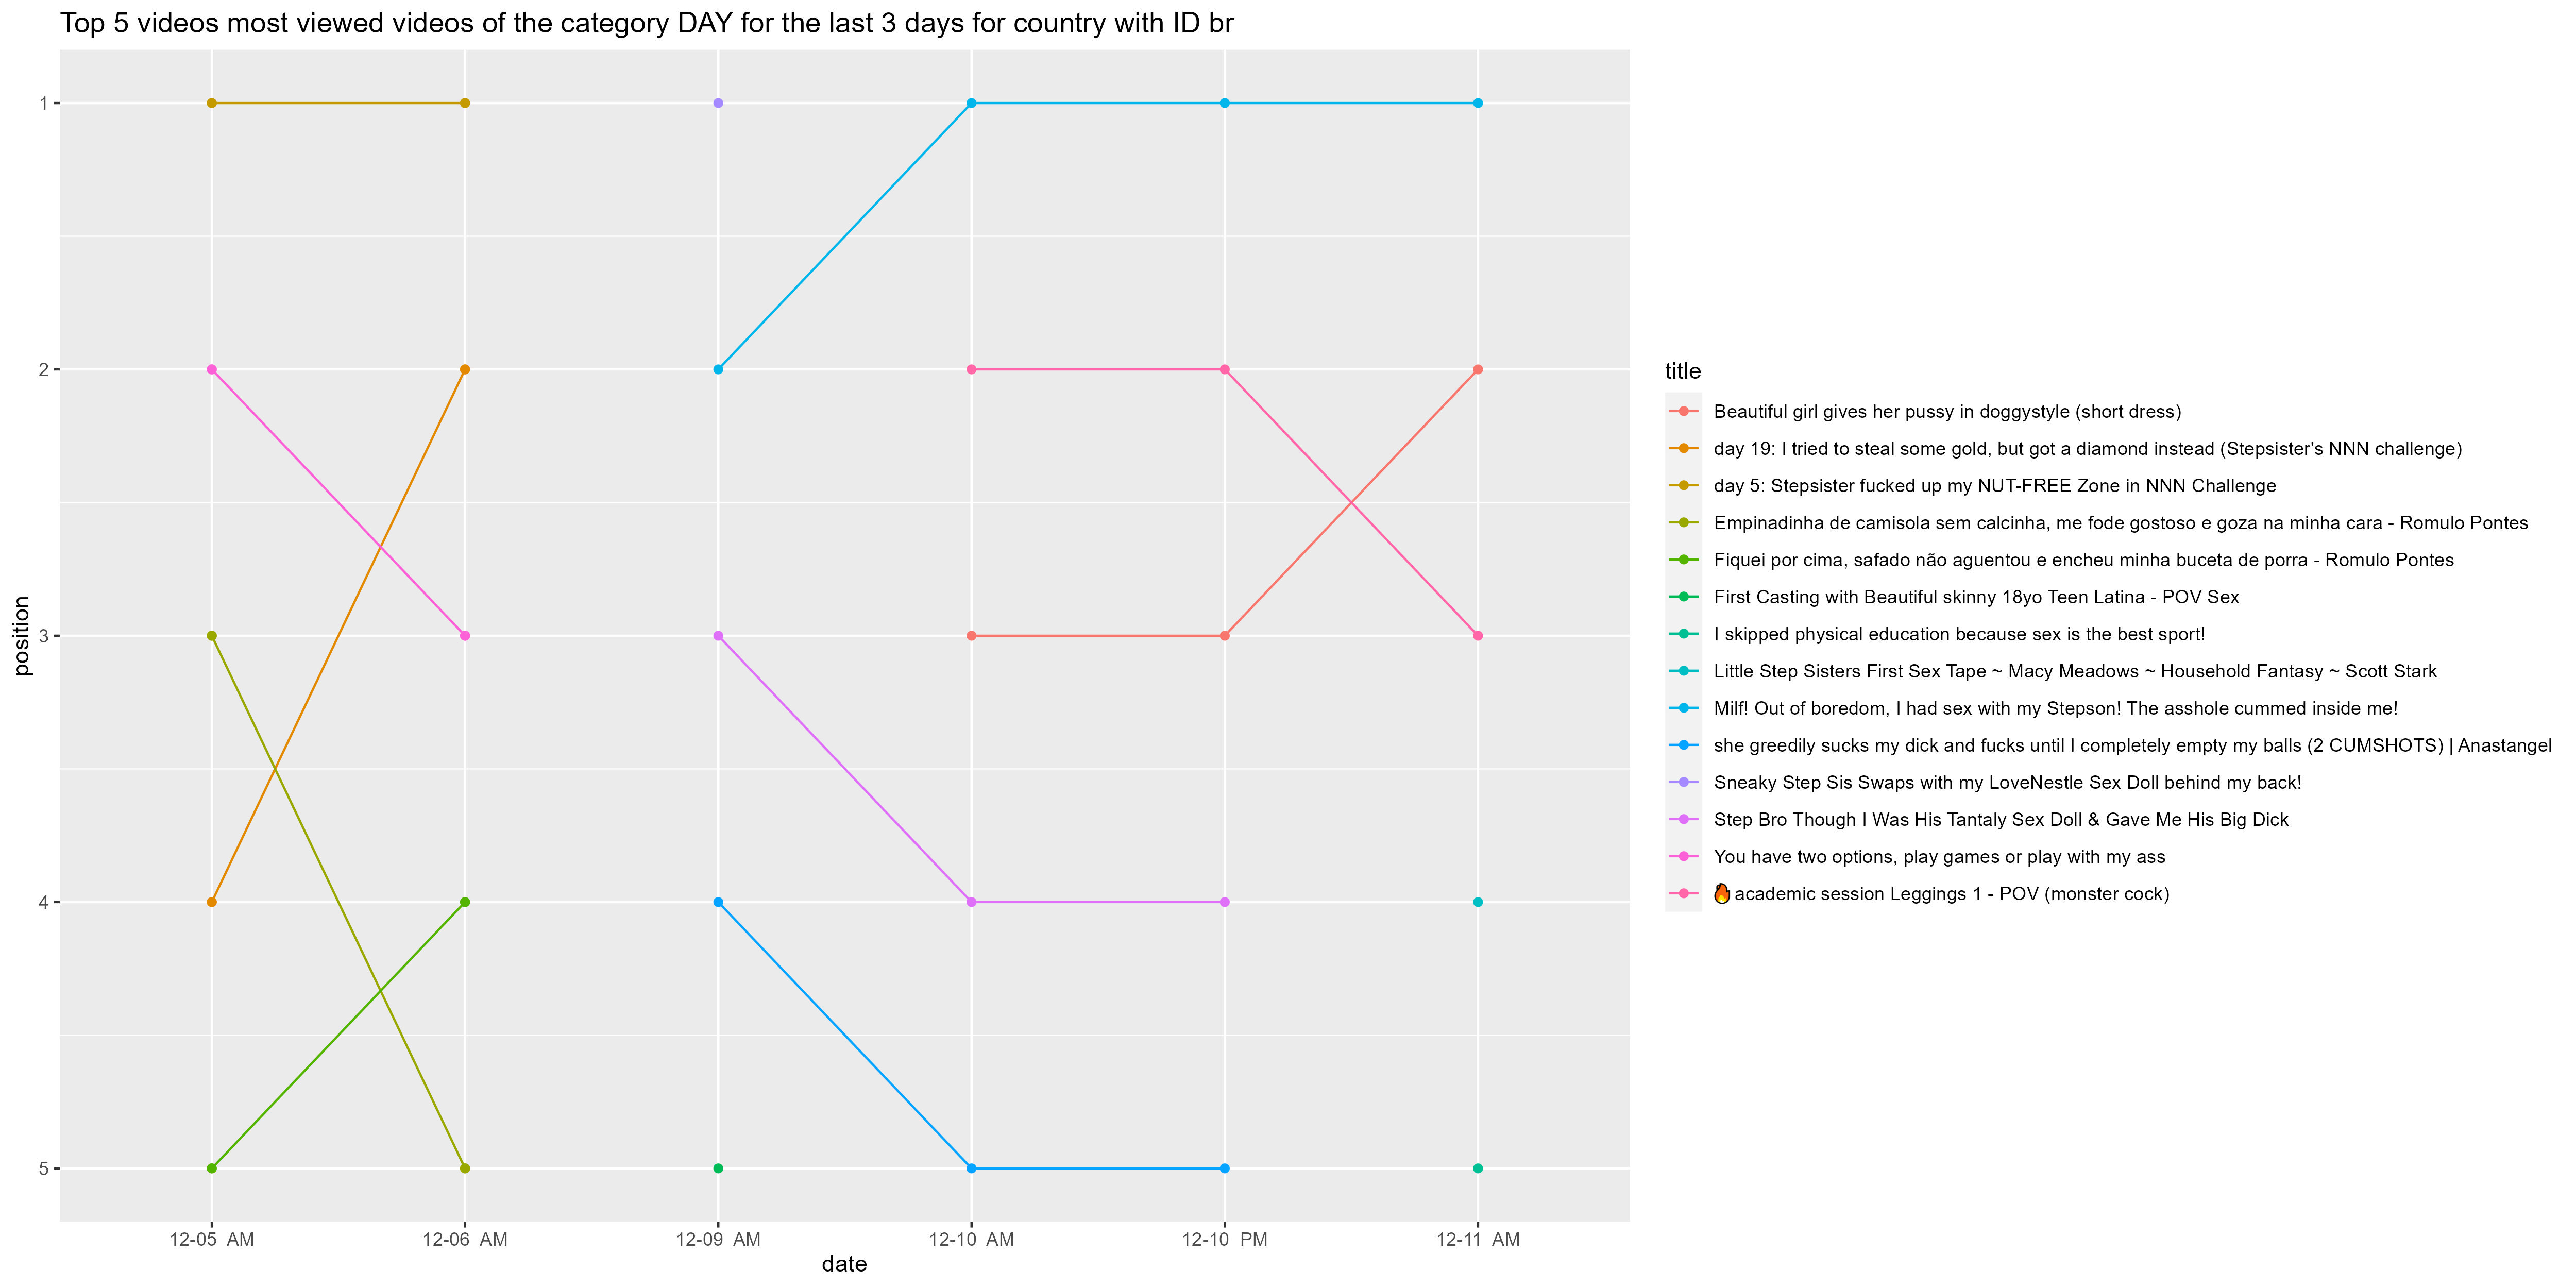 Top 5 videos most viewed videos of the category DAY for the last 3 days for country with ID br
position
1
2
3
4
5
12-05 AM
12-06 AM
12-09 AM
12-10 AM
12-10 PM
12-11 AM
date
title
Beautiful girl gives her pussy in doggystyle (short dress)
day 19: I tried to steal some gold, but got a diamond instead (Stepsister's NNN challenge)
day 5: Stepsister fucked up my NUT-FREE Zone in NNN Challenge
Empinadinha de camisola sem calcinha, me fode gostoso e goza na minha cara - Romulo Pontes
Fiquei por cima, safado não aguentou e encheu minha buceta de porra - Romulo Pontes
First Casting with Beautiful skinny 18yo Teen Latina - POV Sex
I skipped physical education because sex is the best sport!
Little Step Sisters First Sex Tape ~ Macy Meadows ~ Household Fantasy ~ Scott Stark
Milf! Out of boredom, I had sex with my Stepson! The asshole cummed inside me!
she greedily sucks my dick and fucks until I completely empty my balls (2 CUMSHOTS) | Anastangel
Sneaky Step Sis Swaps with my LoveNestle Sex Doll behind my back!
Step Bro Though I Was His Tantaly Sex Doll & Gave Me His Big Dick
You have two options, play games or play with my ass
🔥 academic session Leggings 1 - POV (monster cock)